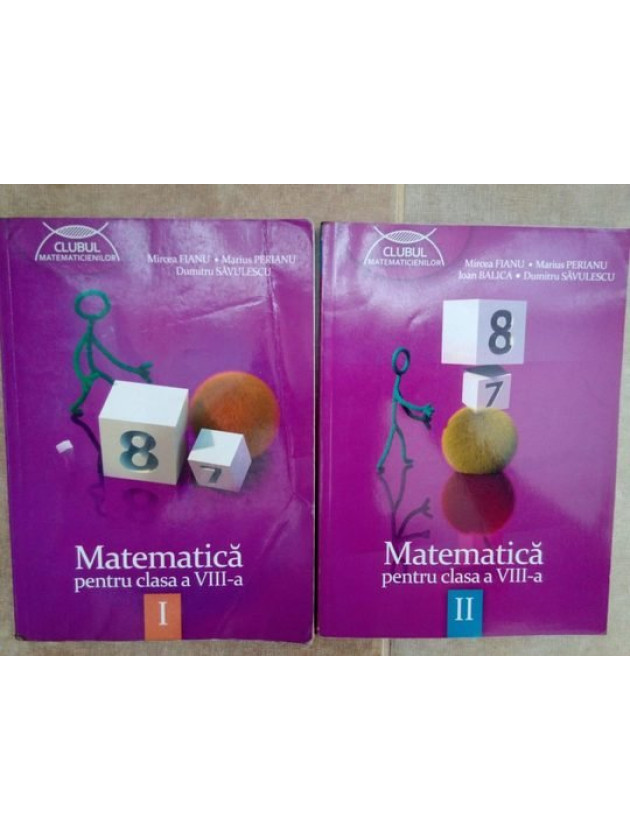 CLUBUL
MATEMATICIENILOR
Mircea FIANU • Marius PERIANU
Dumitru SĂVULESCU
8
7
Matematică
pentru clasa a VIII-a
I
CLUBUL
MATEMATICIENILOR
Mircea FIANU • Marius PERIANU
Ioan BALICA • Dumitru SĂVULESCU
8
7
Matematică
pentru clasa a VIII-a
II